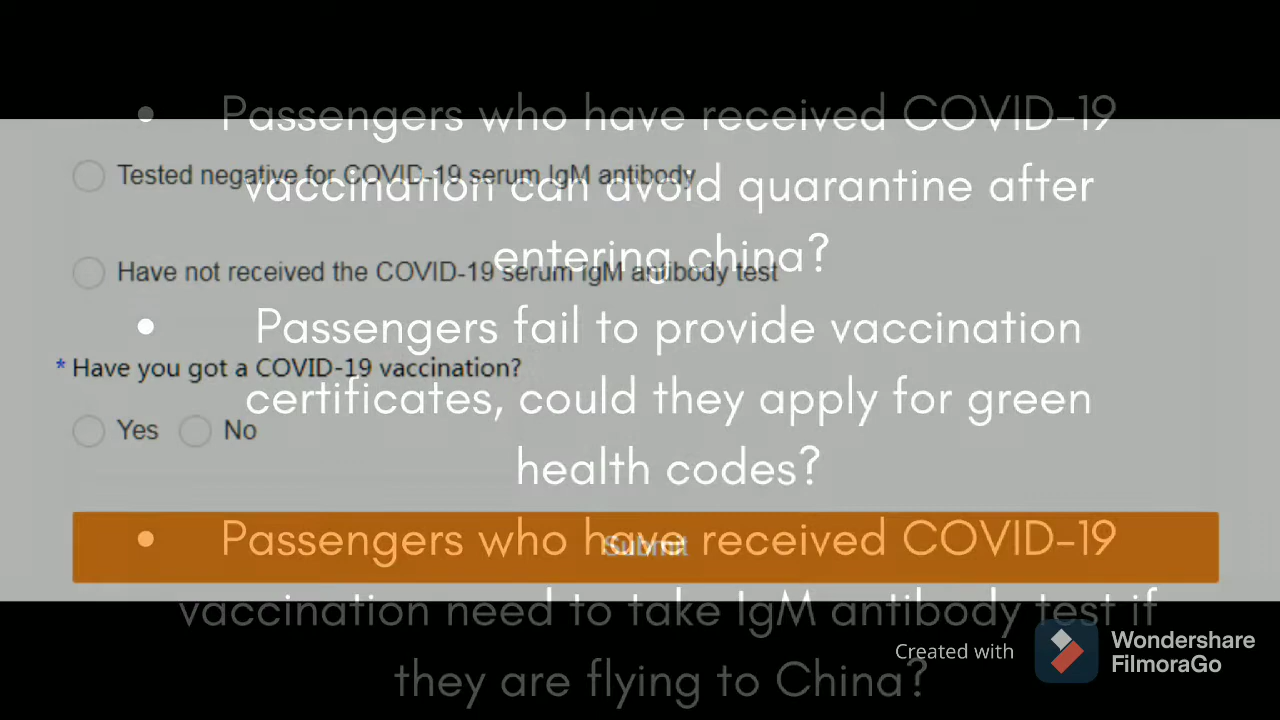 • Passengers who have received COVID-19
Tested negative for COVID-19 serum IgM antibody
vaccination can avoid quarantine after
entering china?
Have not received the COVID-19 serum IgM antibody test
• Passengers fail to provide vaccination
* Have you got a COVID-19 vaccination?
certificates, could they apply for green
Yes No
health codes?
• Passengers who have received COVID-19
Submit
vaccination need to take IgM antibody test if
they are flying to China?
Created with
Wondershare
FilmoraGo